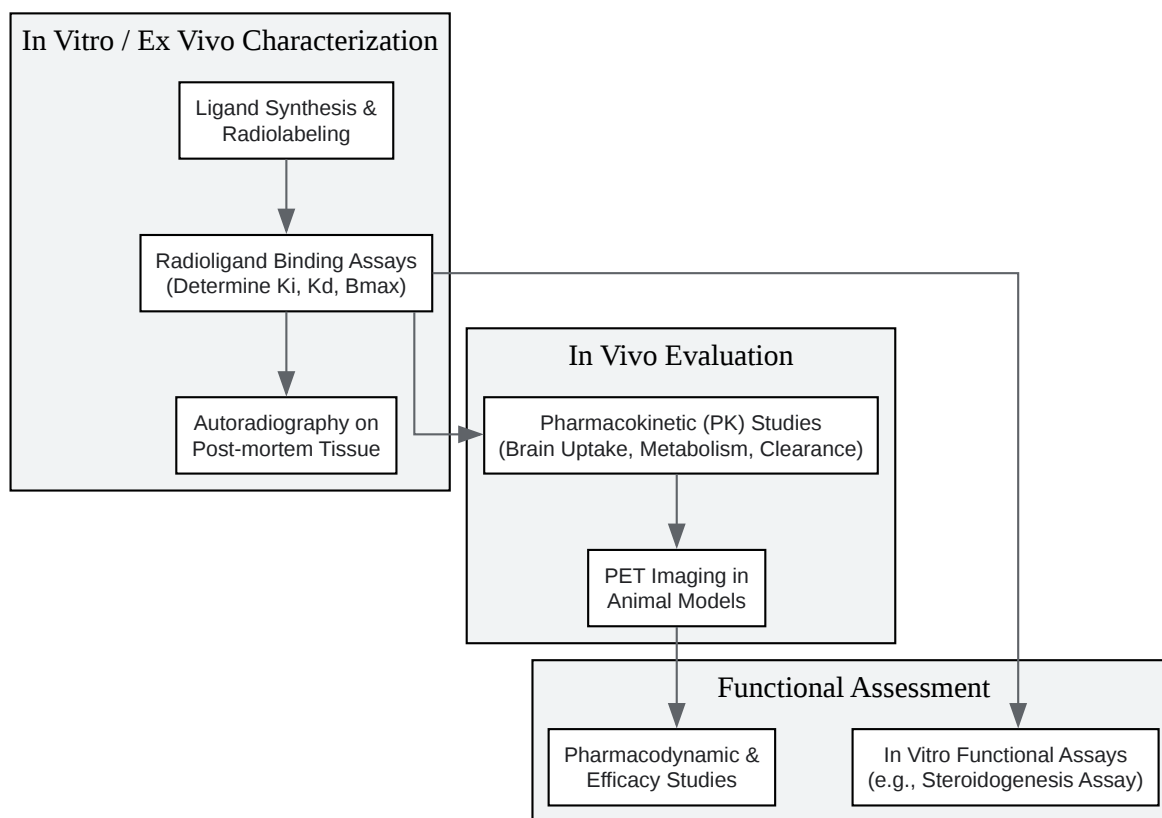 In Vitro / Ex Vivo Characterization
Ligand Synthesis &
Radiolabeling
Radioligand Binding Assays
(Determine Ki, Kd, Bmax)
Autoradiography on
Post-mortem Tissue
In Vivo Evaluation
Pharmacokinetic (PK) Studies
(Brain Uptake, Metabolism, Clearance)
PET Imaging in
Animal Models
Functional Assessment
Pharmacodynamic &
Efficacy Studies
In Vitro Functional Assays
(e.g., Steroidogenesis Assay)